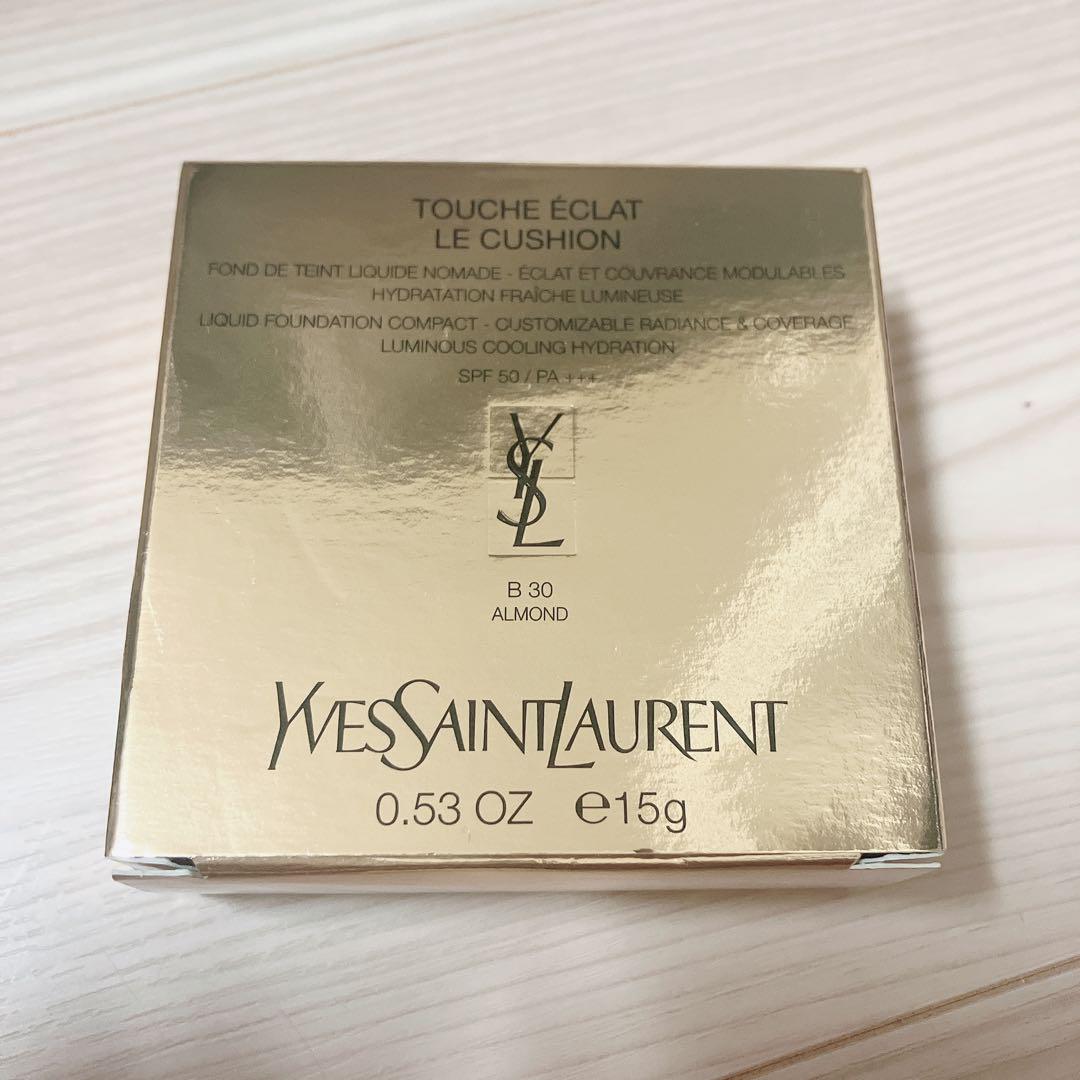 TOUCHE ÉCLAT
LE CUSHION
FOND DE TEINT LIQUIDE NOMADE - ÉCLAT ET COUVRANCE MODULABLES
HYDRATATION FRAÎCHE LUMINEUSE
LIQUID FOUNDATION COMPACT - CUSTOMIZABLE RADIANCE & COVERAGE
LUMINOUS COOLING HYDRATION
SPF 50 / PA +++
YSL
B 30
ALMOND
YVESSAINTLAURENT
0.53 OZ ℮15g